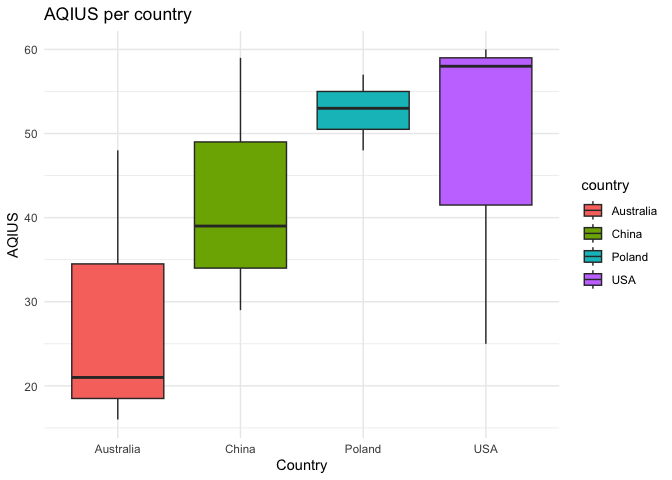 AQIUS per country
60
50
40
30
20
AQIUS
Australia
China
Poland
USA
Country
country
Australia
China
Poland
USA